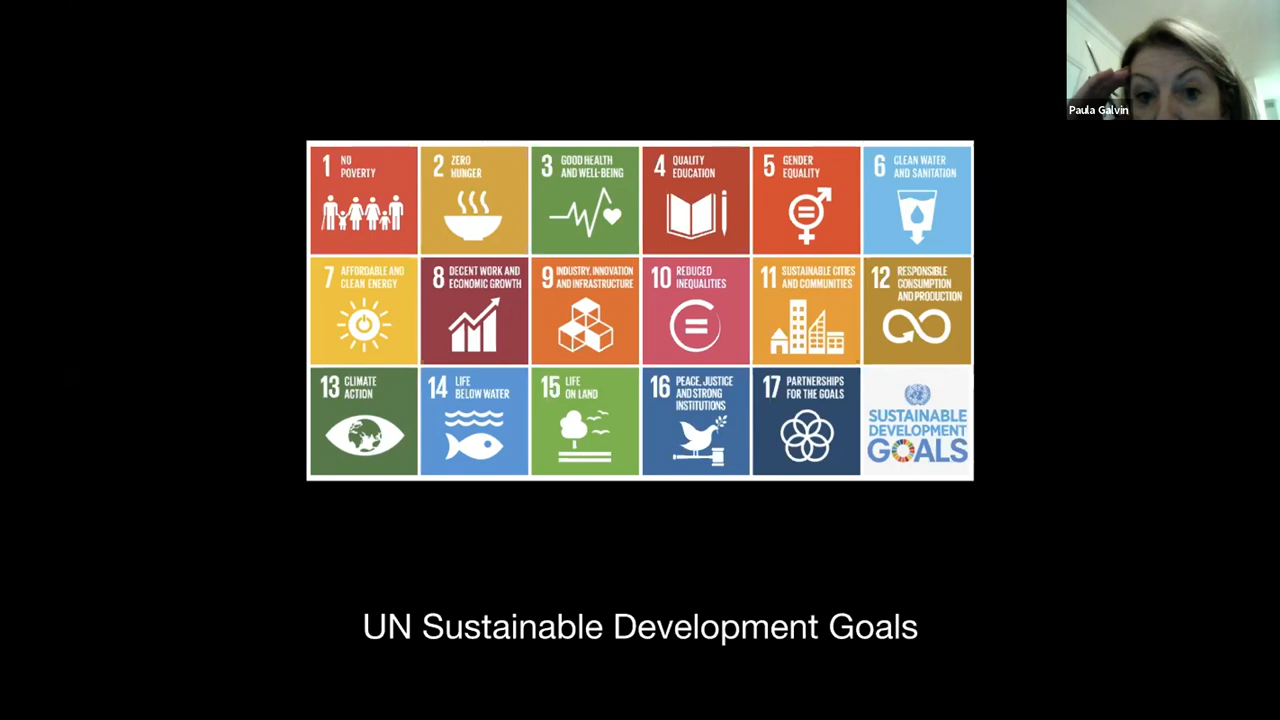 Paula Galvin
1 NO
POVERTY
2 ZERO
HUNGER
3 GOOD HEALTH
AND WELL-BEING
4 QUALITY
EDUCATION
5 GENDER
EQUALITY
6 CLEAN WATER
AND SANITATION
7 AFFORDABLE AND
CLEAN ENERGY
8 DECENT WORK AND
ECONOMIC GROWTH
9 INDUSTRY, INNOVATION
AND INFRASTRUCTURE
10 REDUCED
INEQUALITIES
11 SUSTAINABLE CITIES
AND COMMUNITIES
12 RESPONSIBLE
CONSUMPTION
AND PRODUCTION
13 CLIMATE
ACTION
14 LIFE
BELOW WATER
15 LIFE
ON LAND
16 PEACE, JUSTICE
AND STRONG
INSTITUTIONS
17 PARTNERSHIPS
FOR THE GOALS
SUSTAINABLE
DEVELOPMENT
GOALS
UN Sustainable Development Goals